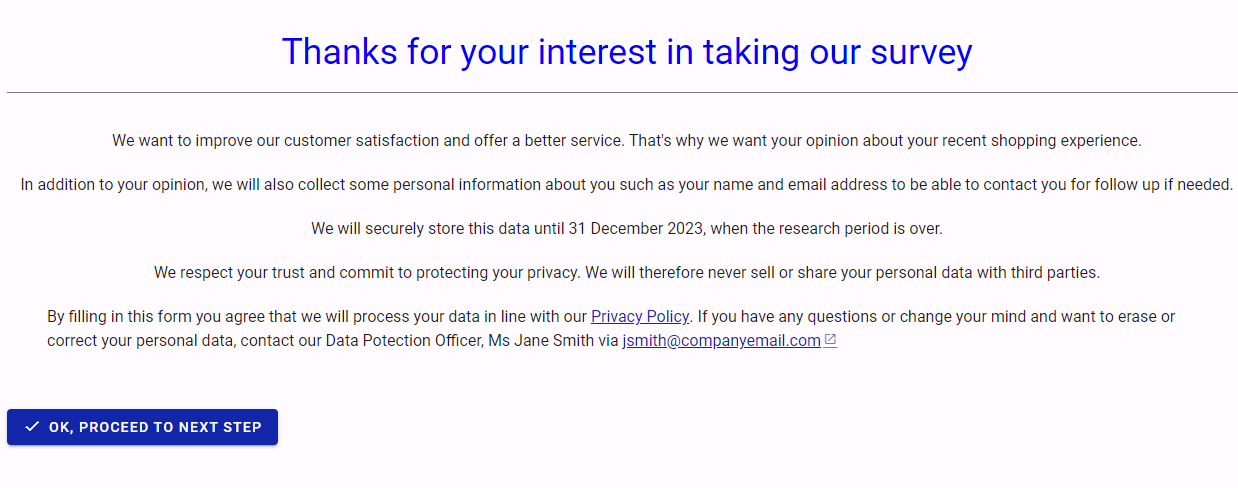 Thanks for your interest in taking our survey
We want to improve our customer satisfaction and offer a better service. That's why we want your opinion about your recent shopping experience.
In addition to your opinion, we will also collect some personal information about you such as your name and email address to be able to contact you for follow up if needed.
We will securely store this data until 31 December 2023, when the research period is over.
We respect your trust and commit to protecting your privacy. We will therefore never sell or share your personal data with third parties.
By filling in this form you agree that we will process your data in line with our Privacy Policy. If you have any questions or change your mind and want to erase or
correct your personal data, contact our Data Potection Officer, Ms Jane Smith via jsmith@companyemail.com
OK, PROCEED TO NEXT STEP